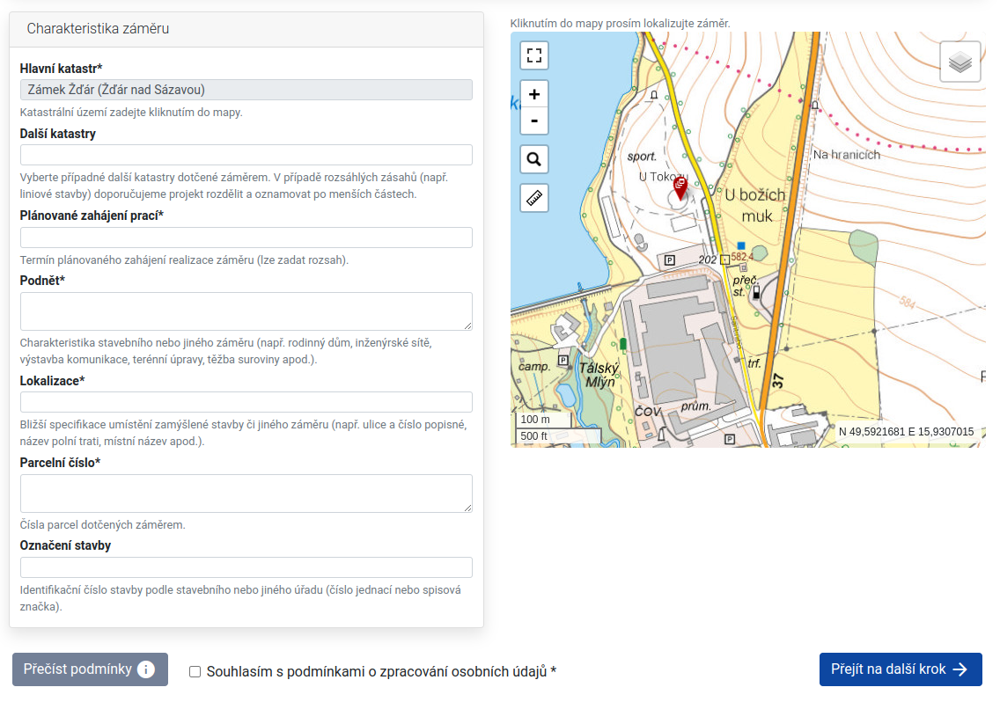 Charakteristika záměru
Hlavní katastr*
Zámek Žďár (Žďár nad Sázavou)
Katastrální území zadejte kliknutím do mapy.
Další katastry
Vyberte případné další katastry dotčené záměrem. V případě rozsáhlých zásahů (např.
liniové stavby) doporučujeme projekt rozdělit a oznamovat po menších částech.
Plánované zahájení prací*
Termín plánovaného zahájení realizace záměru (lze zadat rozsah).
Podnět*
Charakteristika stavebního nebo jiného záměru (např. rodinný dům, inženýrské sítě,
výstavba komunikace, terénní úpravy, těžba suroviny apod.).
Lokalizace*
Bližší specifikace umístění zamýšlené stavby či jiného záměru (např. ulice a číslo popisné,
název polní trati, místní název apod.).
Parcelní číslo*
Čísla parcel dotčených záměrem.
Označení stavby
Identifikační číslo stavby podle stavebního nebo jiného úřadu (číslo jednací nebo spisová
značka).
Kliknutím do mapy prosím lokalizujte záměr.
+
-
sport.
Na hranicích
U božích
muk
P
202
582,4
přeč.
st.
584
camp.
P
Tálský
Mlýn
trf.
37
ČOV
prům.
P
100 m
500 ft
N 49,5921681 E 15,9307015
Přečíst podmínky i
Souhlasím s podmínkami o zpracování osobních údajů *
Přejít na další krok →